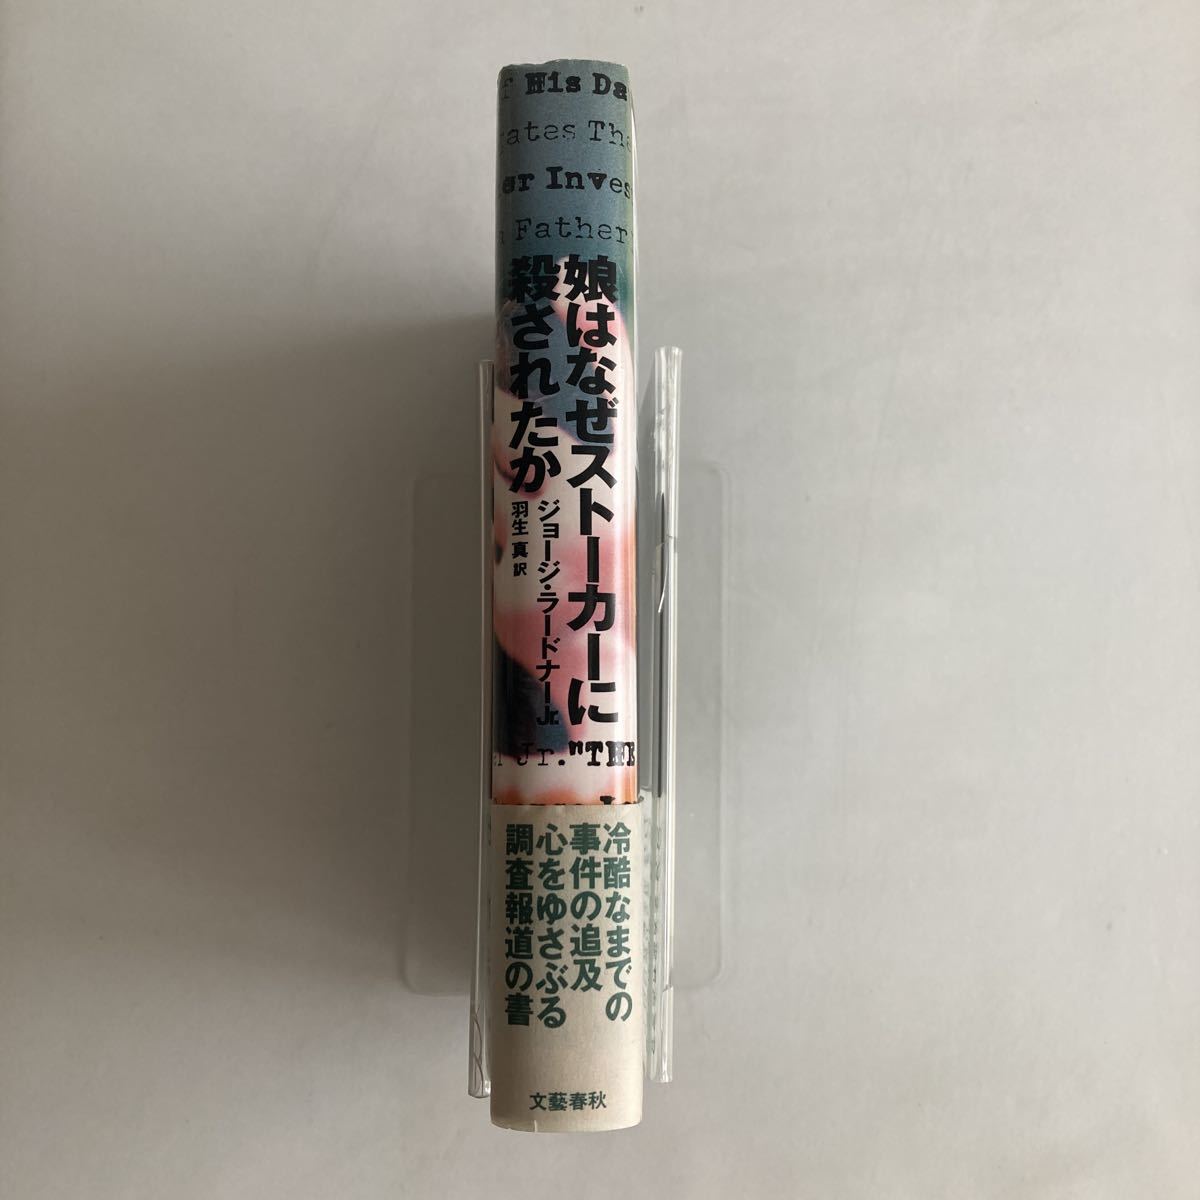 His Da
ates The
er Inves
a Father
娘はなぜストーカーに
殺されたか
ジョージ・ラードナーJr.
羽生 真 訳
Jr."THE
冷酷なまでの
事件の追及
心をゆさぶる
調査報道の書
文藝春秋